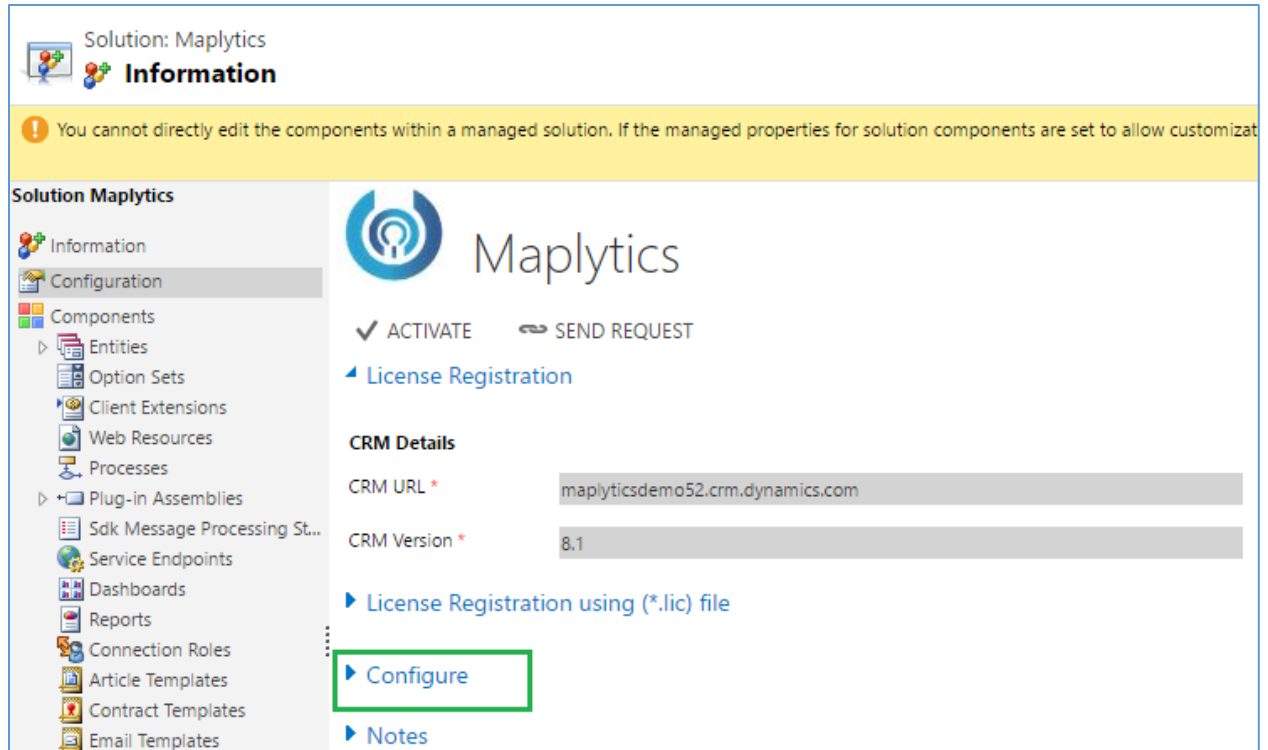 Solution: Maplytics
Information
You cannot directly edit the components within a managed solution. If the managed properties for solution components are set to allow customizat
Solution Maplytics
Information
Configuration
Components
Entities
Option Sets
Client Extensions
Web Resources
Processes
Plug-in Assemblies
Sdk Message Processing St...
Service Endpoints
Dashboards
Reports
Connection Roles
Article Templates
Contract Templates
Email Templates
Maplytics
ACTIVATE
SEND REQUEST
License Registration
CRM Details
CRM URL *
maplyticsdemo52.crm.dynamics.com
CRM Version *
8.1
License Registration using (*.lic) file
Configure
Notes